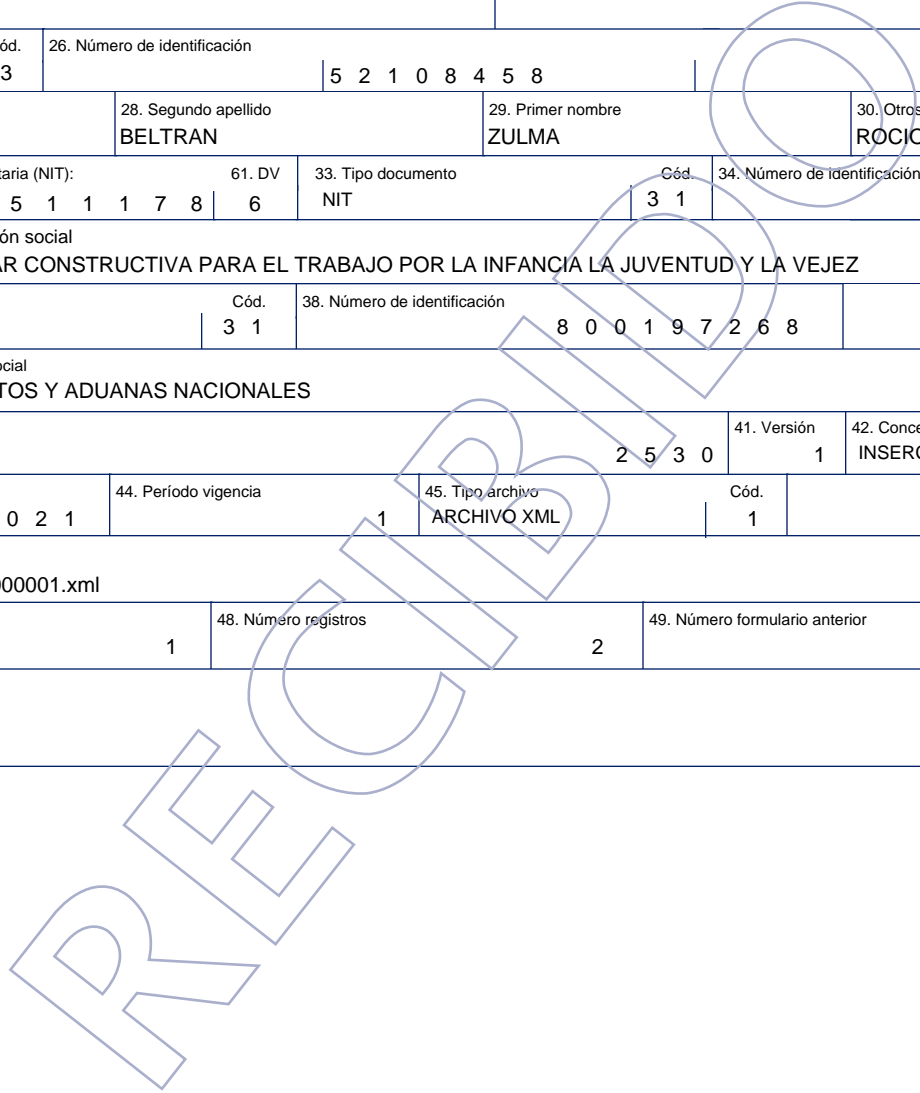 ód. 26. Número de identificación
3 5 2 1 0 8 4 5 8
28. Segundo apellido 29. Primer nombre 30. Otros
BELTRAN ZULMA ROCIO
taria (NIT): 61. DV 33. Tipo documento Cód. 34. Número de identificación
5 1 1 1 7 8 6 NIT 3 1
ón social
AR CONSTRUCTIVA PARA EL TRABAJO POR LA INFANCIA LA JUVENTUD Y LA VEJEZ
Cód. 38. Número de identificación
3 1 8 0 0 1 9 7 2 6 8
ocial
TOS Y ADUANAS NACIONALES
41. Versión 42. Conce
2 5 3 0 1 INSERC
44. Período vigencia 45. Tipo archivo Cód.
0 2 1 1 ARCHIVO XML 1
000001.xml
48. Número registros 49. Número formulario anterior
1 2
RECIBIDO